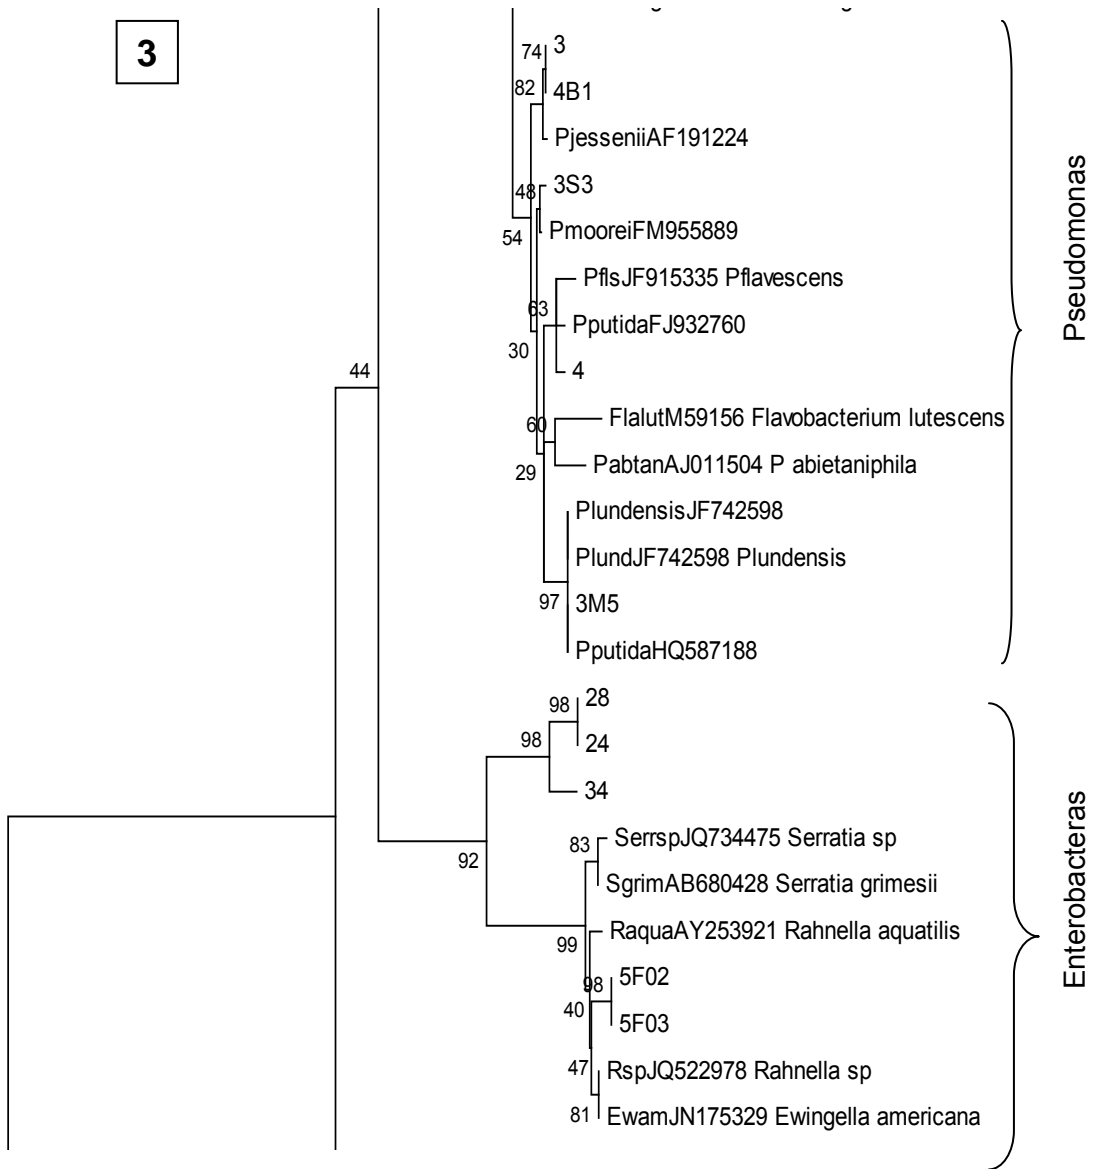 3
74
3
82
4B1
PjesseniiAF191224
48
3S3
54
PmooreiFM955889
PflsJF915335 Pflavescens
63
PputidaFJ932760
30
4
44
FlalutM59156 Flavobacterium lutescens
60
PabtanAJ011504 P abietaniphila
29
PlundensisJF742598
PlundJF742598 Plundensis
97
3M5
PputidaHQ587188
Pseudomonas
98
28
98
24
34
92
83
SerrspJQ734475 Serratia sp
SgrimAB680428 Serratia grimesii
99
RaquaAY253921 Rahnella aquatilis
98
5F02
40
5F03
47
RspJQ522978 Rahnella sp
81
EwamJN175329 Ewingella americana
Enterobacteras